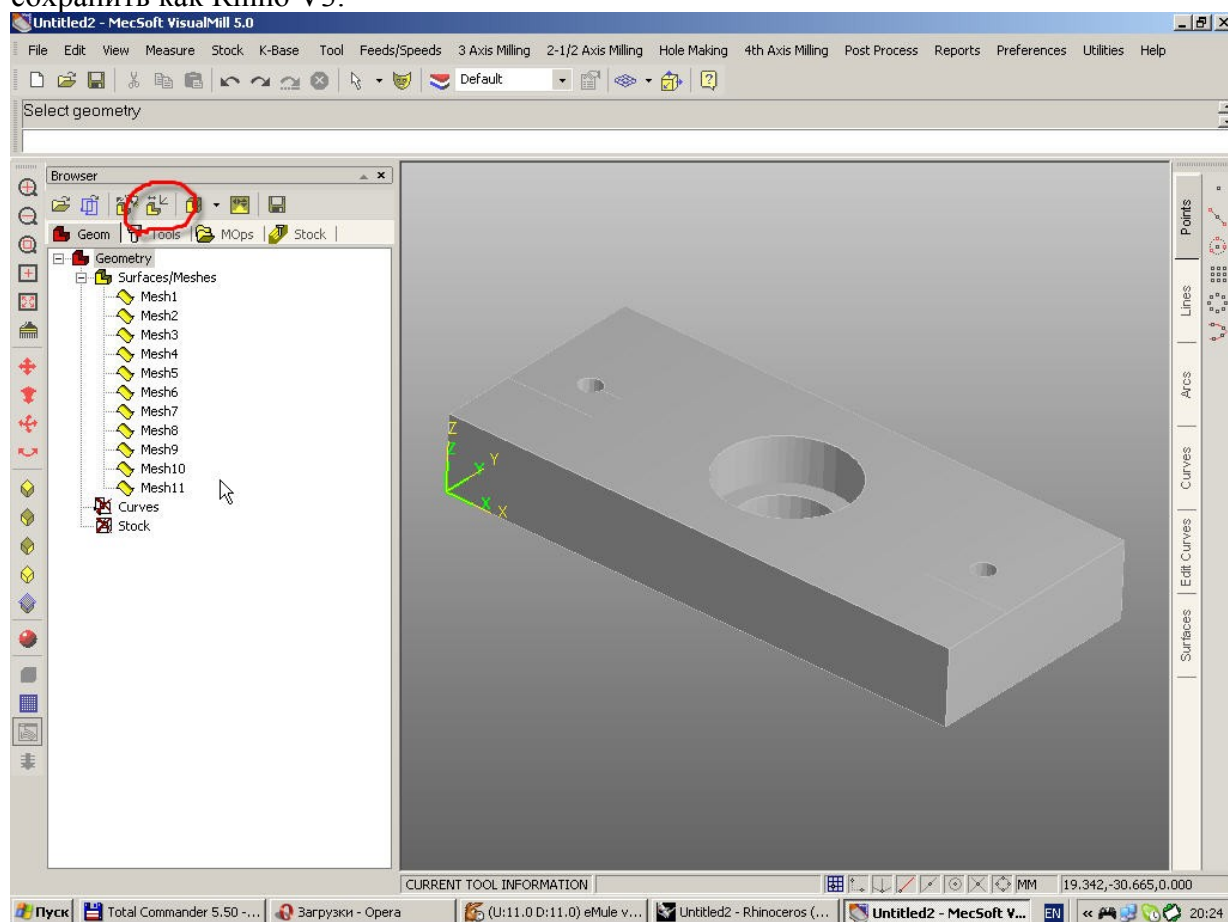 сохранить как Rhino V3.
Untitled2 - MecSoft VisualMill 5.0
File Edit View Measure Stock K-Base Tool Feeds/Speeds 3 Axis Milling 2-1/2 Axis Milling Hole Making 4th Axis Milling Post Process Reports Preferences Utilities Help
Default
Select geometry
Browser
Geom Tools MOps Stock
Geometry
Surfaces/Meshes
Mesh1
Mesh2
Mesh3
Mesh4
Mesh5
Mesh6
Mesh7
Mesh8
Mesh9
Mesh10
Mesh11
Curves
Stock
Z
Z
Y
Y
X
X
Points
Lines
Arcs
Curves
Edit Curves
Surfaces
CURRENT TOOL INFORMATION MM 19.342,-30.665,0.000
Пуск Total Commander 5.50 -... Загрузки - Opera (U:11.0 D:11.0) eMule v... Untitled2 - Rhinoceros (... Untitled2 - MecSoft V... EN « 20:24